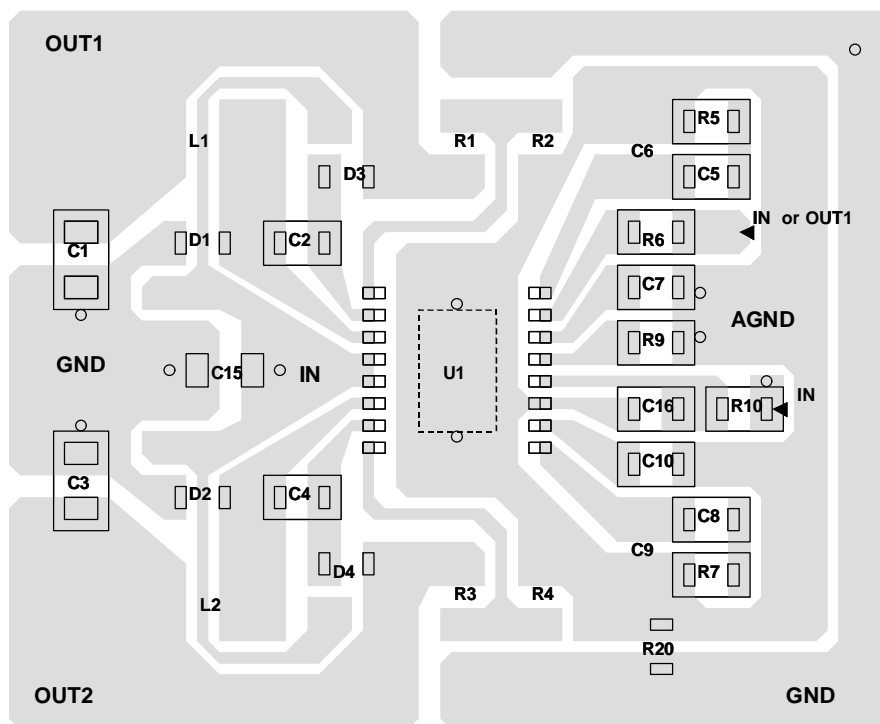 OUT1
R5
L1
R1
R2
C6
D3
C5
IN or OUT1
C1
D1
C2
R6
C7
AGND
R9
GND
C15
IN
U1
IN
C16
R10
C3
D2
C4
C10
C8
C9
D4
R7
L2
R3
R4
R20
OUT2
GND